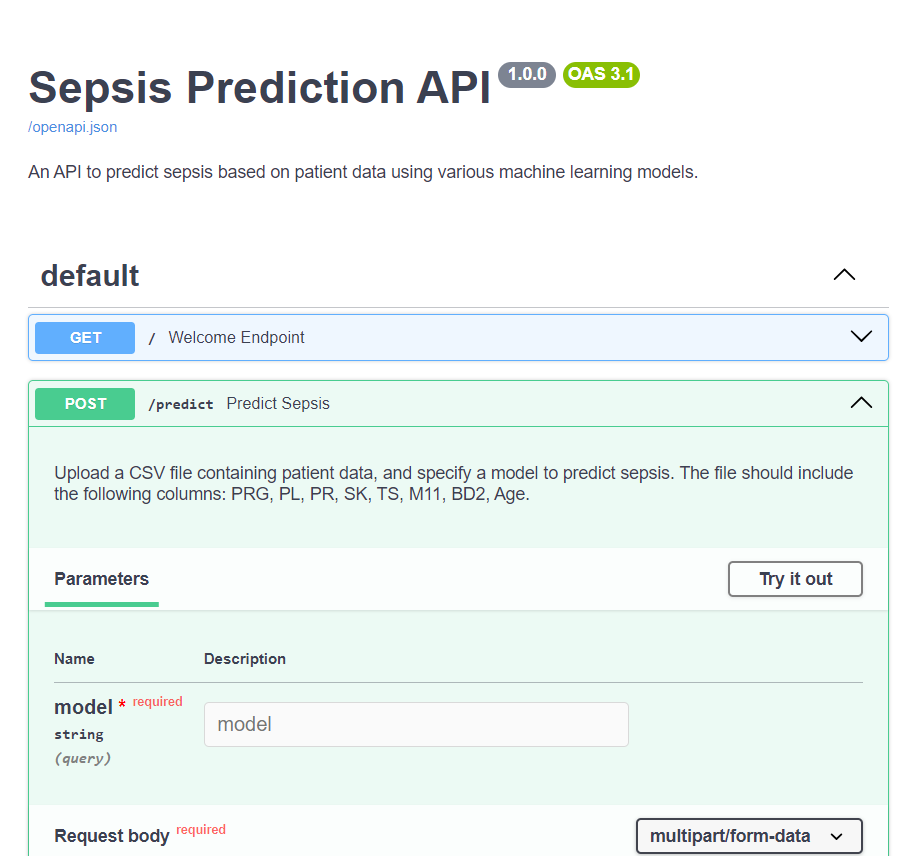 Sepsis Prediction API 1.0.0 OAS 3.1
/openapi.json
An API to predict sepsis based on patient data using various machine learning models.
default
GET / Welcome Endpoint
POST /predict Predict Sepsis
Upload a CSV file containing patient data, and specify a model to predict sepsis. The file should include
the following columns: PRG, PL, PR, SK, TS, M11, BD2, Age.
Parameters Try it out
Name Description
model * required model
string
(query)
Request body required multipart/form-data